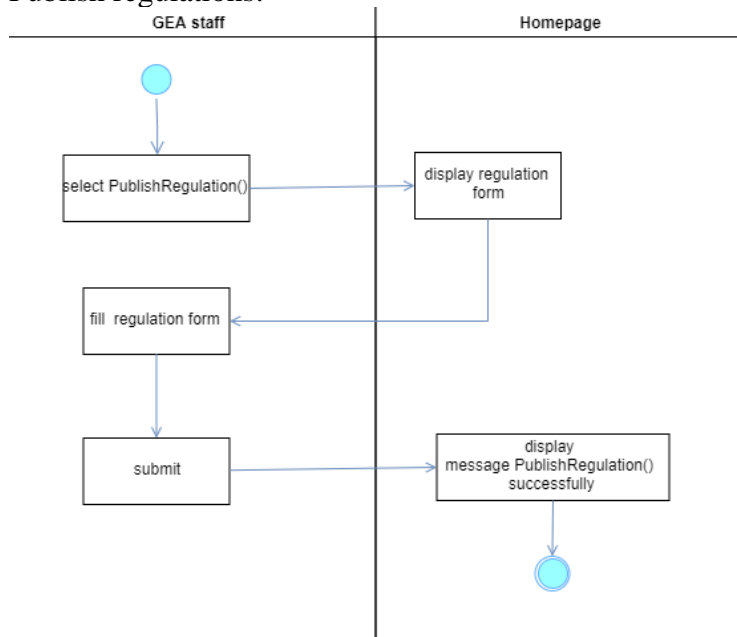 Publish regulations:
GEA staff
Homepage
select PublishRegulation()
display regulation
form
fill regulation form
submit
display
message PublishRegulation()
successfully